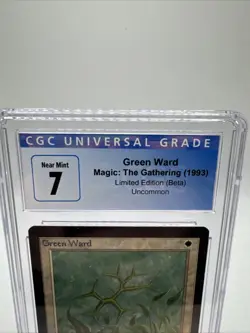 CGC UNIVERSAL GRADE
Near Mint
7
Green Ward
Magic: The Gathering (1993)
Limited Edition (Beta)
Uncommon
Green Ward